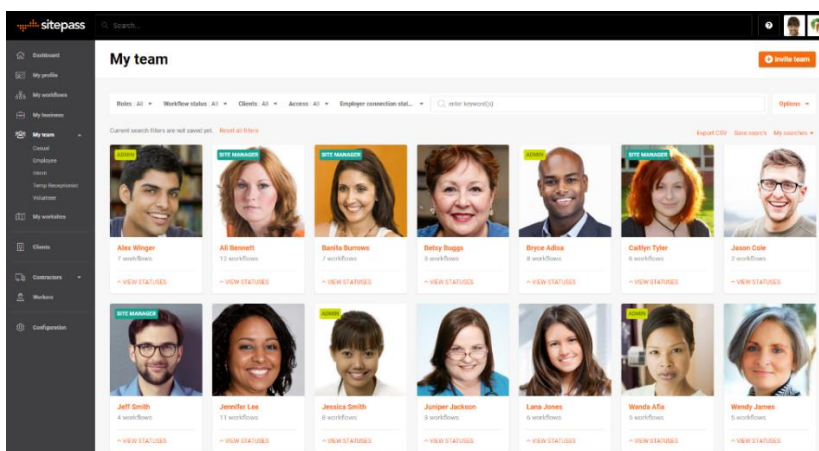 sitepass
Search...
Dashboard
My profile
My workflows
My business
My team
Casual
Employee
Intern
Temp Receptionist
Volunteer
My worksites
Clients
Contractors
Workers
Configuration
My team
Invite team
Roles : All Workflow status : All Clients : All Access : All Employer connection stat... enter keyword(s) Options
Current search filters are not saved yet. Reset all filters
Export CSV Save search My searches
ADMIN SITE MANAGER SITE MANAGER ADMIN SITE MANAGER
Alex Winger Ali Bennett Banita Burrows Betsy Buggs Bryce Adloa Caitlyn Tyler Jason Cole
7 workflows 12 workflows 7 workflows workflows 8 workflows 6 workflows 2 workflows
VIEW STATUSES VIEW STATUSES VIEW STATUSES VIEW STATUSES VIEW STATUSES VIEW STATUSES VIEW STATUSES
SITE MANAGER ADMIN ADMIN
Jeff Smith Jennifer Lee Jessica Smith Juniper Jackson Lana Jones Wanda Afia Wendy James
4 workflows 11 workflows 8 workflows workflows 6 workflows 5 workflows 5 workflows
VIEW STATUSES VIEW STATUSES VIEW STATUSES VIEW STATUSES VIEW STATUSES VIEW STATUSES VIEW STATUSES